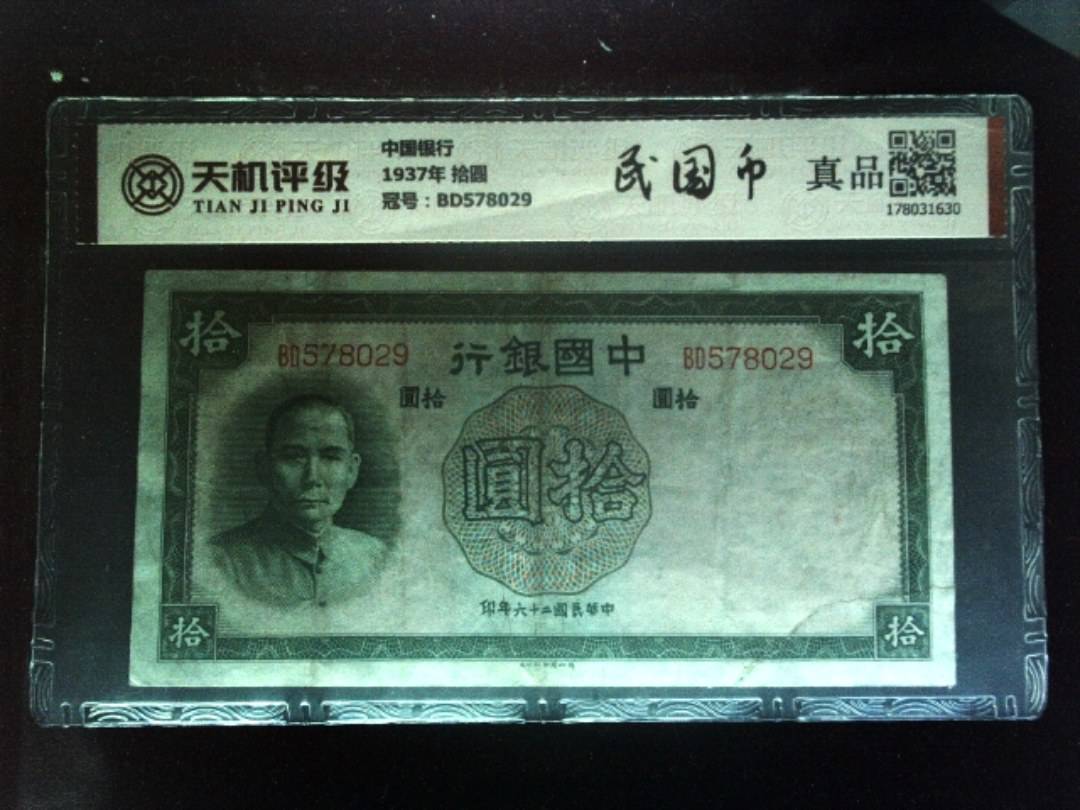 天机评级
TIAN JI PING JI
中国银行
1937年 拾圆
冠号：BD578029
民国币
真品
178031630
拾
拾
BD578029
行銀國中
BD578029
圓拾
圓拾
圓拾
印年六十二國民華中
拾
拾